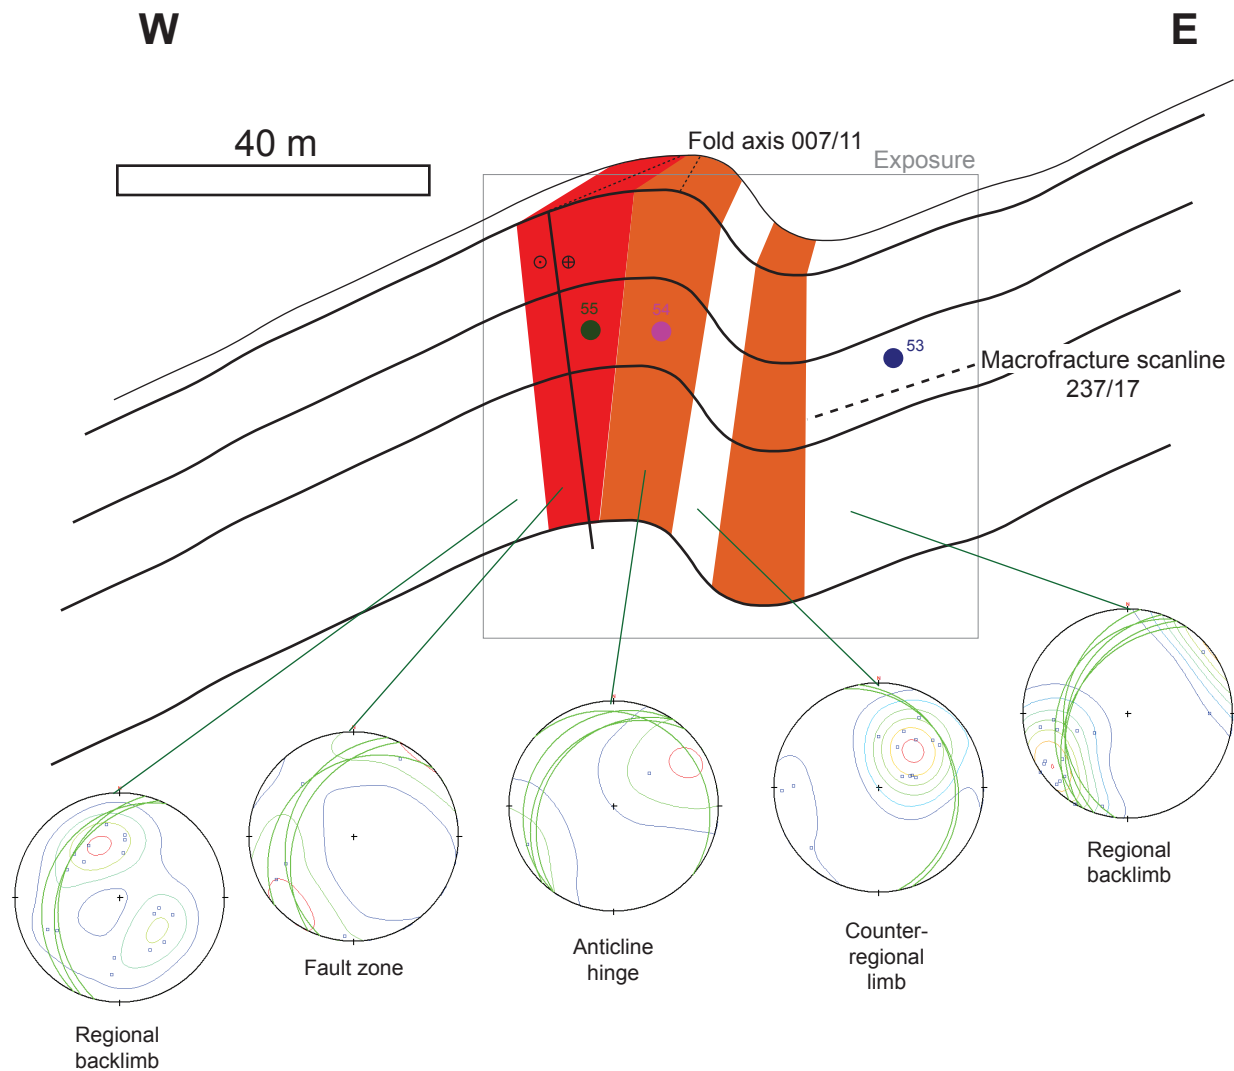 W
E
40 m
Fold axis 007/11
Exposure
55
54
53
Macrofracture scanline
237/17
N
N
N
N
N
Regional
backlimb
Counter-
regional
limb
Anticline
hinge
Fault zone
Regional
backlimb